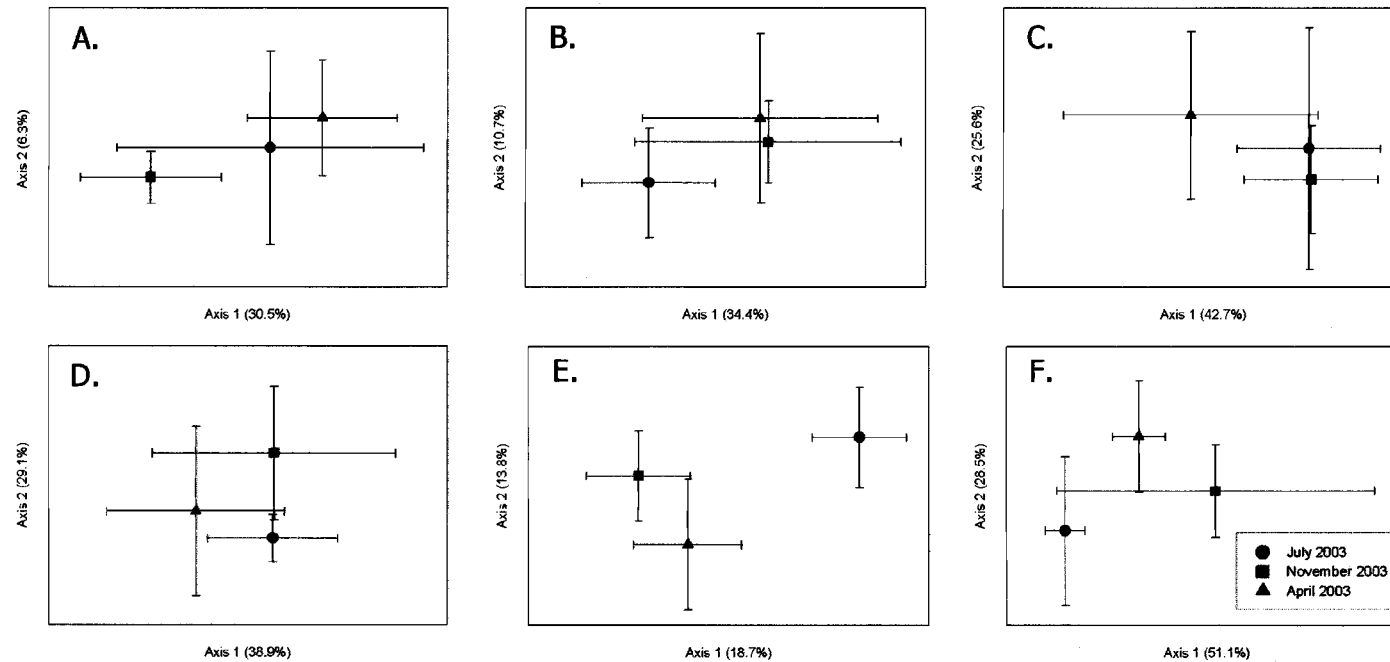 A.
Axis 2 (6.3%)
Axis 1 (30.5%)
B.
Axis 2 (10.7%)
Axis 1 (34.4%)
C.
Axis 2 (25.6%)
Axis 1 (42.7%)
D.
Axis 2 (29.1%)
Axis 1 (38.9%)
E.
Axis 2 (13.8%)
Axis 1 (18.7%)
F.
Axis 2 (28.5%)
Axis 1 (51.1%)
July 2003
November 2003
April 2003